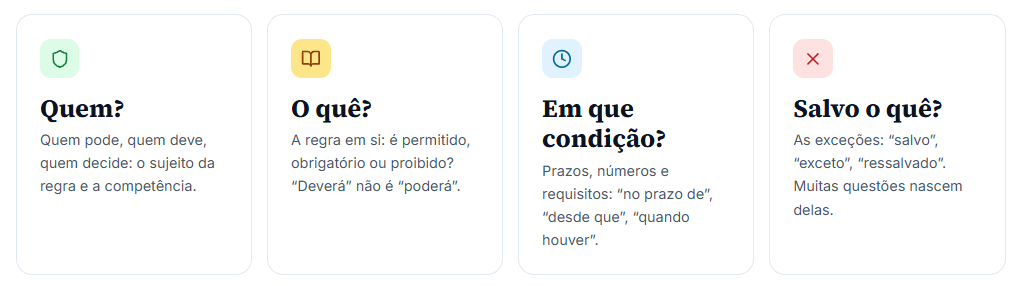 Quem?
Quem pode, quem deve,
quem decide: o sujeito da
regra e a competência.
O quê?
A regra em si: é permitido,
obrigatório ou proibido?
“Deverá” não é “poderá”.
Em que
condição?
Prazos, números e
requisitos: “no prazo de”,
“desde que”, “quando
houver”.
Salvo o quê?
As exceções: “salvo”,
“exceto”, “ressalvado”.
Muitas questões nascem
delas.